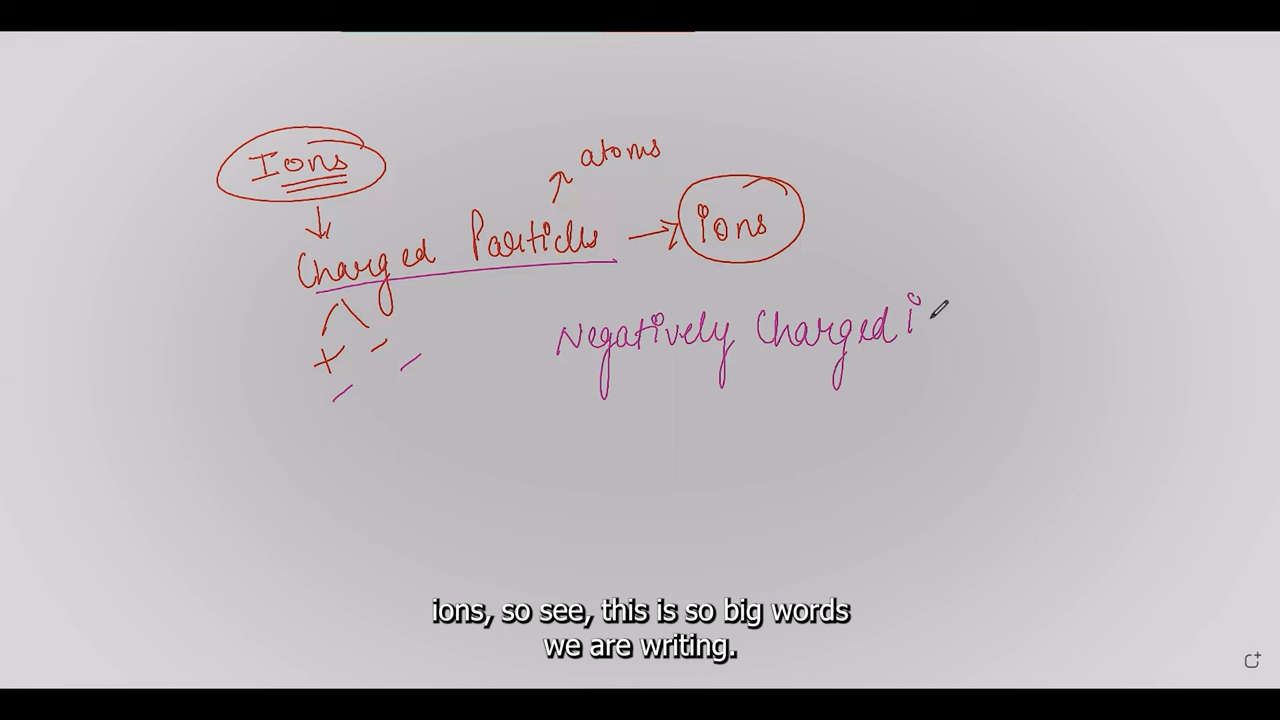 atoms
Ions
Charged Particles → ions
+ -
Negatively Charged i
ions, so see, this is so big words
we are writing.